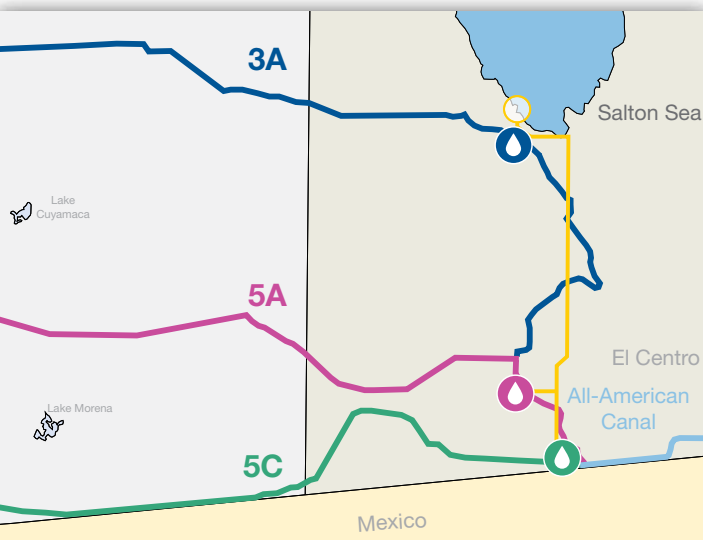 3A
Salton Sea
Lake
Cuyamaca
5A
El Centro
All-American
Canal
Lake Morena
5C
Mexico